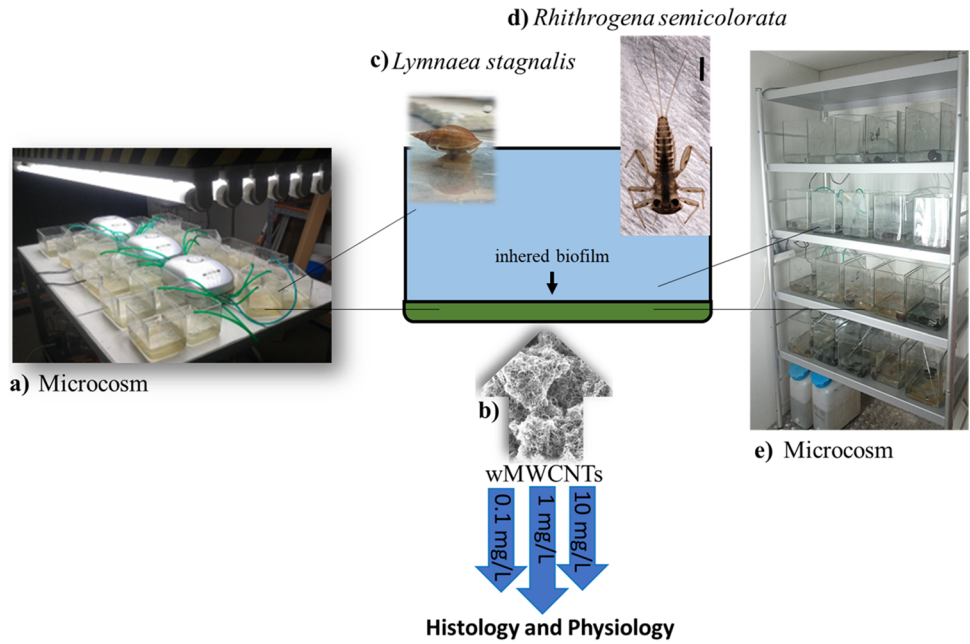 d) Rhithrogena semicolorata
c) Lymnaea stagnalis
inhered biofilm
a) Microcosm
b)
e) Microcosm
wMWCNTs
0.1 mg/L
1 mg/L
10 mg/L
Histology and Physiology